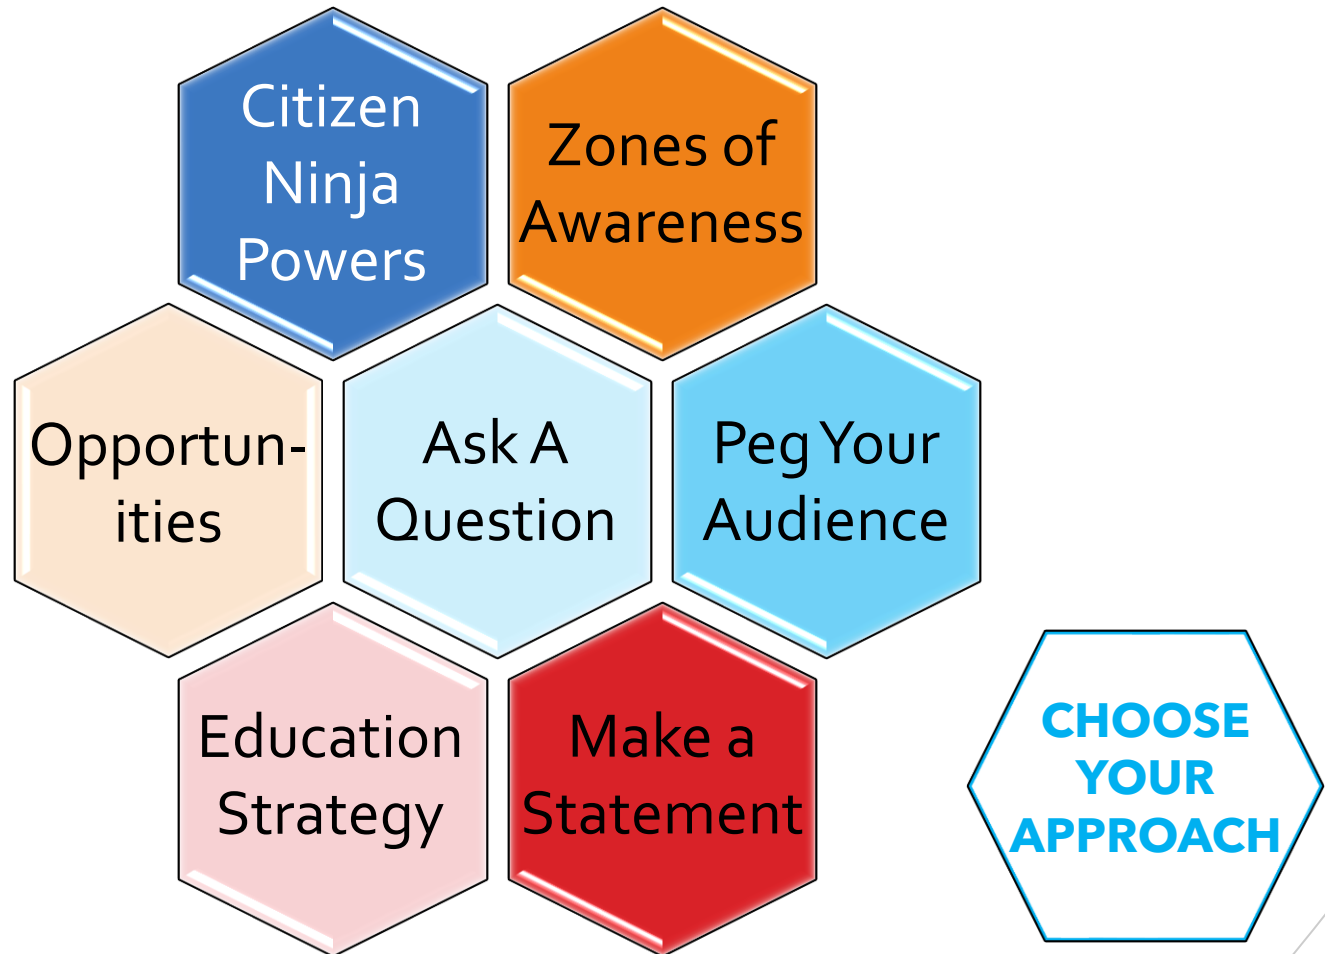 Citizen
Ninja
Powers
Zones of
Awareness
Opportun-
ities
Ask A
Question
Peg Your
Audience
Education
Strategy
Make a
Statement
CHOOSE
YOUR
APPROACH